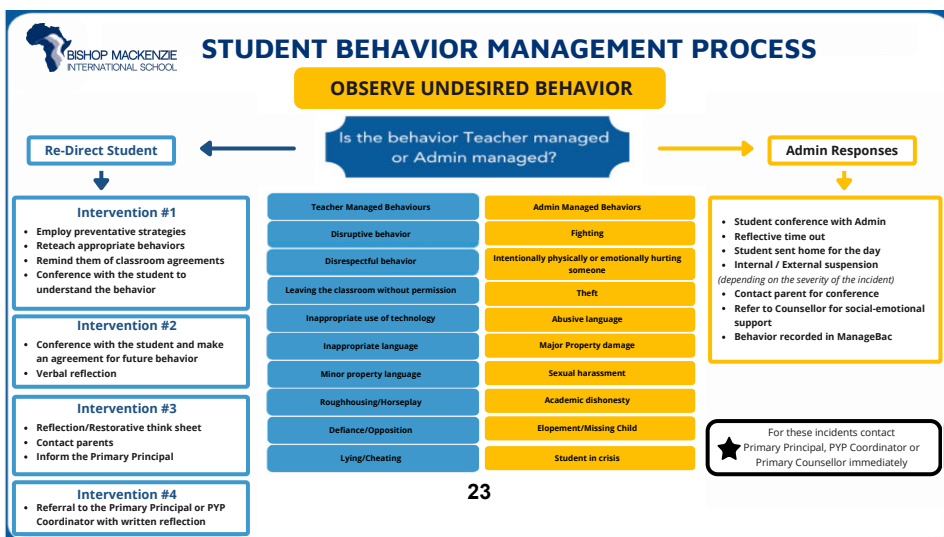 BISHOP MACKENZIE
INTERNATIONAL SCHOOL
STUDENT BEHAVIOR MANAGEMENT PROCESS
OBSERVE UNDESIRED BEHAVIOR
Is the behavior Teacher managed
or Admin managed?
Re-Direct Student
Intervention #1
• Employ preventative strategies
• Reteach appropriate behaviors
• Remind them of classroom agreements
• Conference with the student to
understand the behavior
Intervention #2
• Conference with the student and make
an agreement for future behavior
• Verbal reflection
Intervention #3
• Reflection/Restorative think sheet
• Contact parents
• Inform the Primary Principal
Intervention #4
• Referral to the Primary Principal or PYP
Coordinator with written reflection
Teacher Managed Behaviours
Disruptive behavior
Disrespectful behavior
Leaving the classroom without permission
Inappropriate use of technology
Inappropriate language
Minor property language
Roughhousing/Horseplay
Defiance/Opposition
Lying/Cheating
Admin Managed Behaviors
Fighting
Intentionally physically or emotionally hurting
someone
Theft
Abusive language
Major Property damage
Sexual harassment
Academic dishonesty
Elopement/Missing Child
Student in crisis
Admin Responses
• Student conference with Admin
• Reflective time out
• Student sent home for the day
• Internal / External suspension
(depending on the severity of the incident)
• Contact parent for conference
• Refer to Counsellor for social-emotional
support
• Behavior recorded in ManageBac
For these incidents contact
Primary Principal, PYP Coordinator or
Primary Counsellor immediately
23